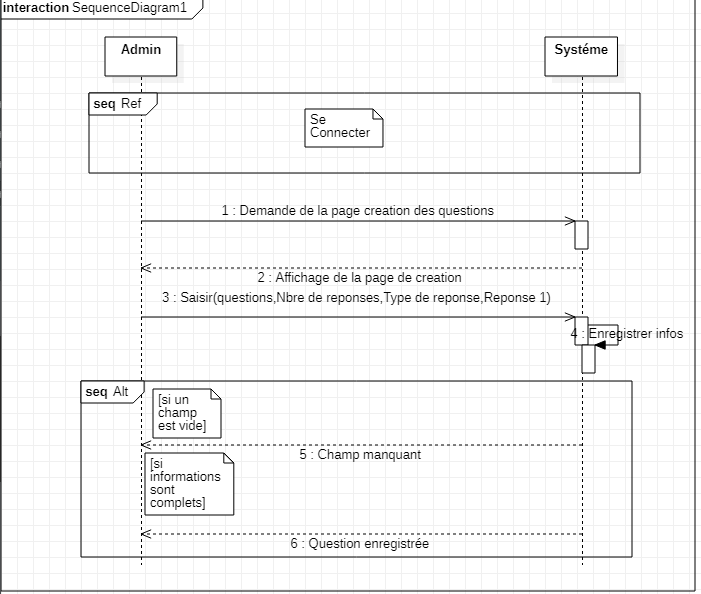 interaction SequenceDiagram1
Admin
Systéme
seq Ref
Se
Connecter
1 : Demande de la page creation des questions
2 : Affichage de la page de creation
3 : Saisir(questions,Nbre de reponses,Type de reponse,Reponse 1)
4 : Enregistrer infos
seq Alt
[si un
champ
est vide]
5 : Champ manquant
[si
informations
sont
complets]
6 : Question enregistrée